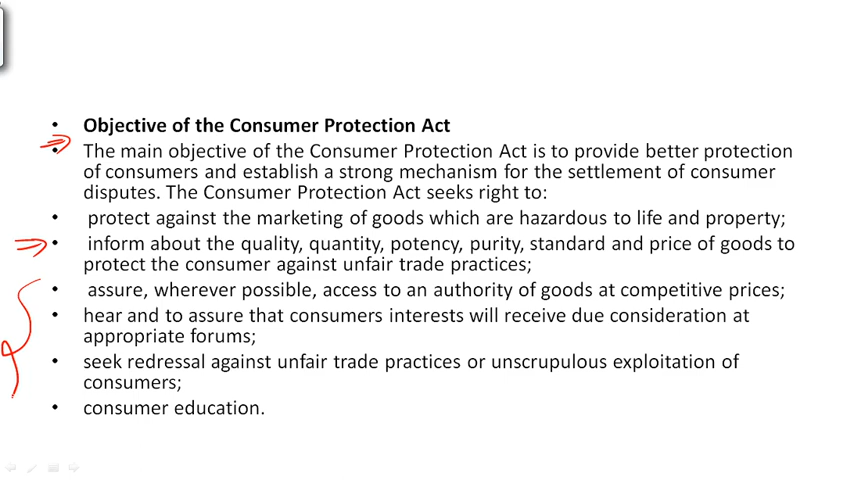 • Objective of the Consumer Protection Act
• The main objective of the Consumer Protection Act is to provide better protection
of consumers and establish a strong mechanism for the settlement of consumer
disputes. The Consumer Protection Act seeks right to:
• protect against the marketing of goods which are hazardous to life and property;
• inform about the quality, quantity, potency, purity, standard and price of goods to
protect the consumer against unfair trade practices;
• assure, wherever possible, access to an authority of goods at competitive prices;
• hear and to assure that consumers interests will receive due consideration at
appropriate forums;
• seek redressal against unfair trade practices or unscrupulous exploitation of
consumers;
• consumer education.